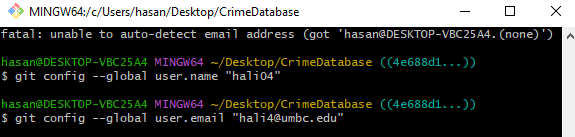 MINGW64:/c/Users/hasan/Desktop/CrimeDatabase
fatal: unable to auto-detect email address (got 'hasan@DESKTOP-VBC25A4.(none)')
hasan@DESKTOP-VBC25A4 MINGW64 ~/Desktop/CrimeDatabase ((4e688d1...))
$ git config --global user.name "hali04"
hasan@DESKTOP-VBC25A4 MINGW64 ~/Desktop/CrimeDatabase ((4e688d1...))
$ git config --global user.email "hali4@umbc.edu"